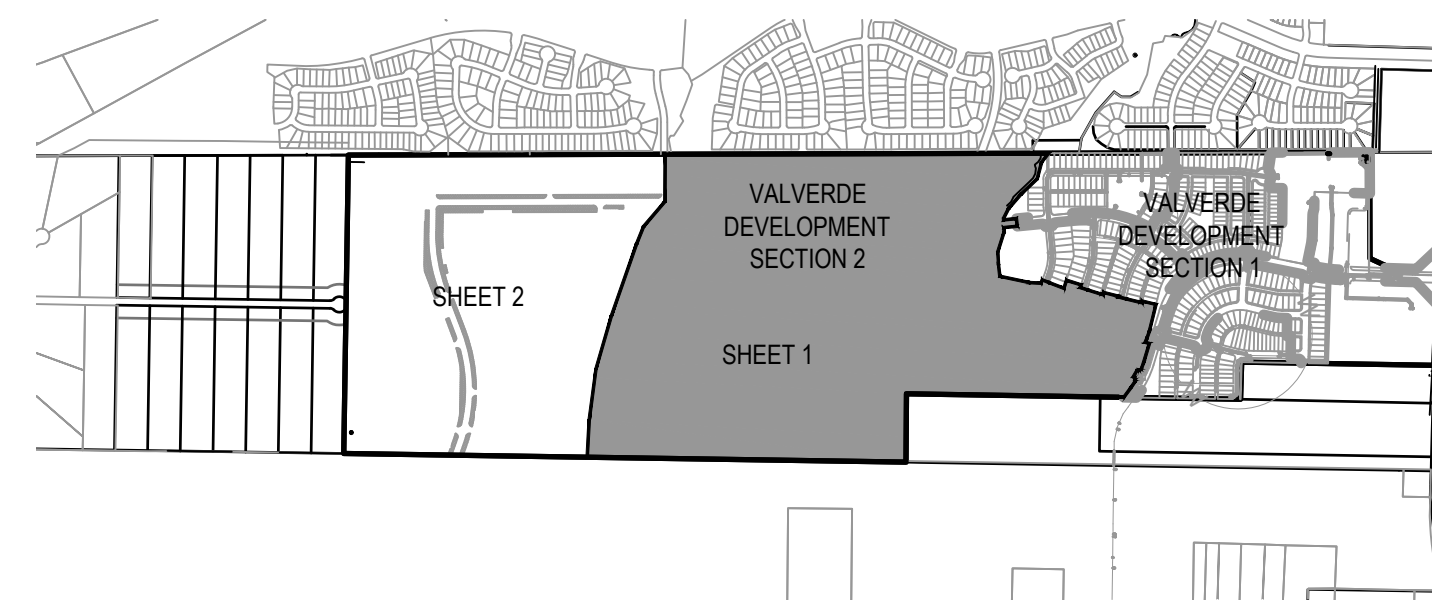 VALVERDE
DEVELOPMENT
SECTION 2
VALVERDE
DEVELOPMENT
SECTION 1
SHEET 2
SHEET 1